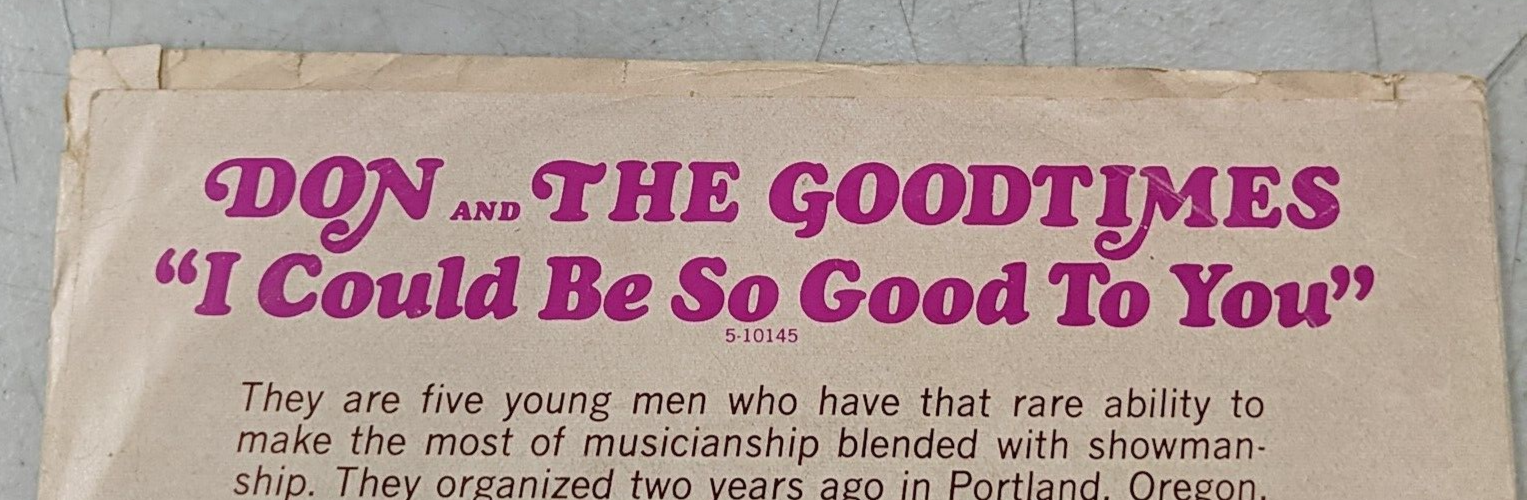 DON AND THE GOODTIMES
“I Could Be So Good To You”
5-10145
They are five young men who have that rare ability to
make the most of musicianship blended with showman-
ship. They organized two years ago in Portland, Oregon,